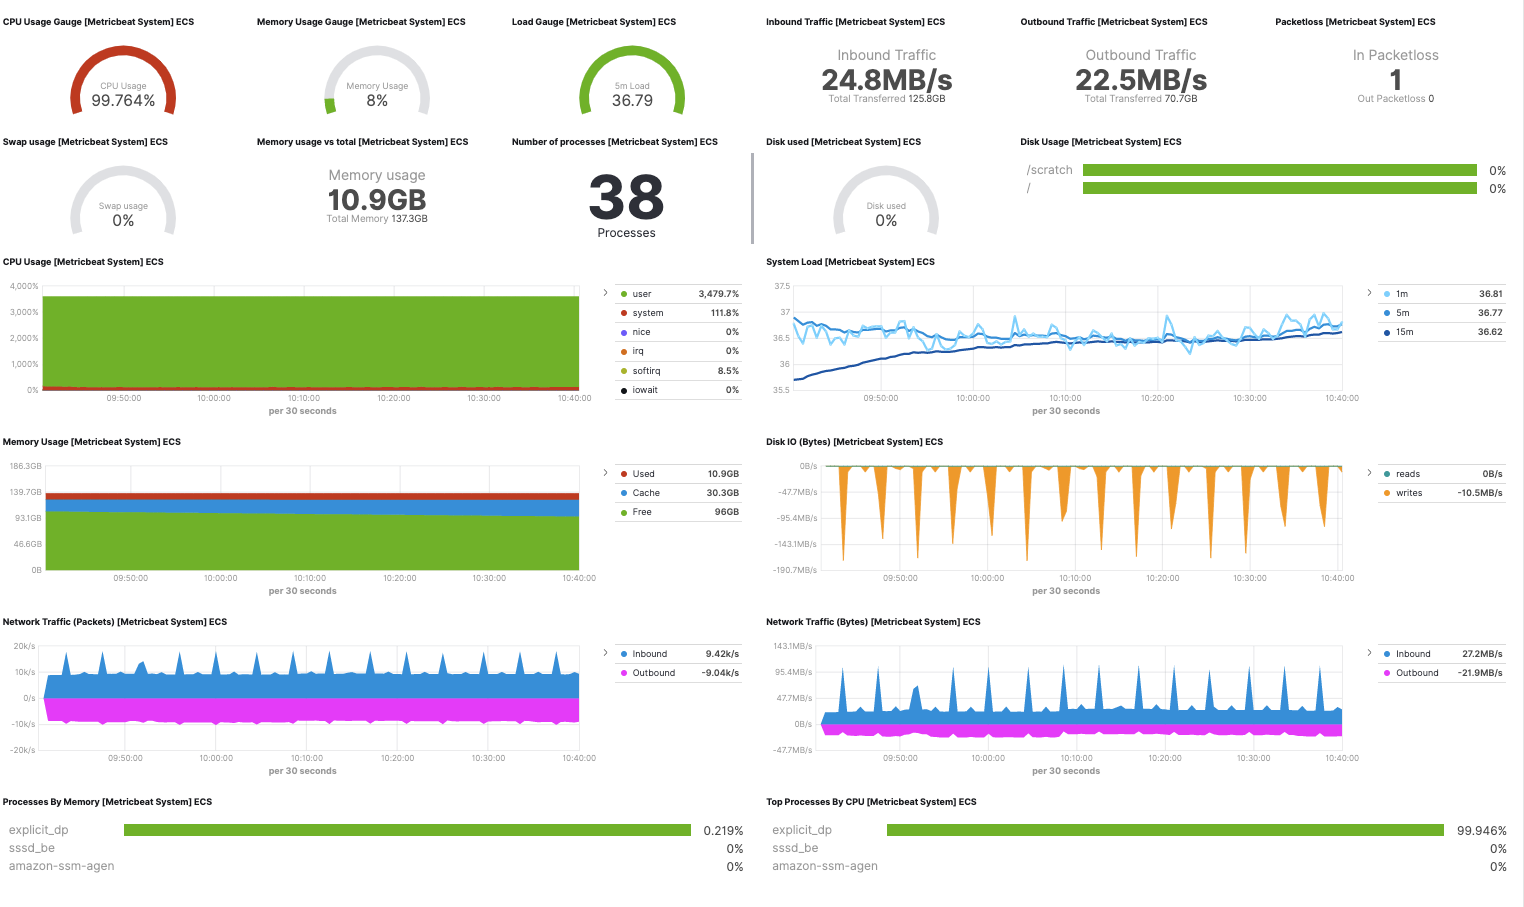 CPU Usage Gauge [Metricbeat System] ECS
Memory Usage Gauge [Metricbeat System] ECS
Load Gauge [Metricbeat System] ECS
Inbound Traffic [Metricbeat System] ECS
Outbound Traffic [Metricbeat System] ECS
Packetloss [Metricbeat System] ECS
CPU Usage
99.764%
Memory Usage
8%
5m Load
36.79
Inbound Traffic
24.8MB/s
Total Transferred 125.8GB
Outbound Traffic
22.5MB/s
Total Transferred 70.7GB
In Packetloss
1
Out Packetloss 0
Swap usage [Metricbeat System] ECS
Memory usage vs total [Metricbeat System] ECS
Number of processes [Metricbeat System] ECS
Disk used [Metricbeat System] ECS
Disk Usage [Metricbeat System] ECS
Swap usage
0%
Memory usage
10.9GB
Total Memory 137.3GB
38
Processes
Disk used
0%
/scratch 0%
/ 0%
CPU Usage [Metricbeat System] ECS
4,000%
3,000%
2,000%
1,000%
0%
09:50:00 10:00:00 10:10:00 10:20:00 10:30:00 10:40:00
per 30 seconds
user 3,479.7%
system 111.8%
nice 0%
irq 0%
softirq 8.5%
iowait 0%
System Load [Metricbeat System] ECS
37.5
37
36.5
36
35.5
09:50:00 10:00:00 10:10:00 10:20:00 10:30:00 10:40:00
per 30 seconds
1m 36.81
5m 36.77
15m 36.62
Memory Usage [Metricbeat System] ECS
186.3GB
139.7GB
93.1GB
46.6GB
0B
09:50:00 10:00:00 10:10:00 10:20:00 10:30:00 10:40:00
per 30 seconds
Used 10.9GB
Cache 30.3GB
Free 96GB
Disk IO (Bytes) [Metricbeat System] ECS
0B/s
-47.7MB/s
-95.4MB/s
-143.1MB/s
-190.7MB/s
09:50:00 10:00:00 10:10:00 10:20:00 10:30:00 10:40:00
per 30 seconds
reads 0B/s
writes -10.5MB/s
Network Traffic (Packets) [Metricbeat System] ECS
20k/s
10k/s
0/s
-10k/s
-20k/s
09:50:00 10:00:00 10:10:00 10:20:00 10:30:00 10:40:00
per 30 seconds
Inbound 9.42k/s
Outbound -9.04k/s
Network Traffic (Bytes) [Metricbeat System] ECS
143.1MB/s
95.4MB/s
47.7MB/s
0B/s
-47.7MB/s
09:50:00 10:00:00 10:10:00 10:20:00 10:30:00 10:40:00
per 30 seconds
Inbound 27.2MB/s
Outbound -21.9MB/s
Processes By Memory [Metricbeat System] ECS
explicit_dp 0.219%
sssd_be 0%
amazon-ssm-agen 0%
Top Processes By CPU [Metricbeat System] ECS
explicit_dp 99.946%
sssd_be 0%
amazon-ssm-agen 0%